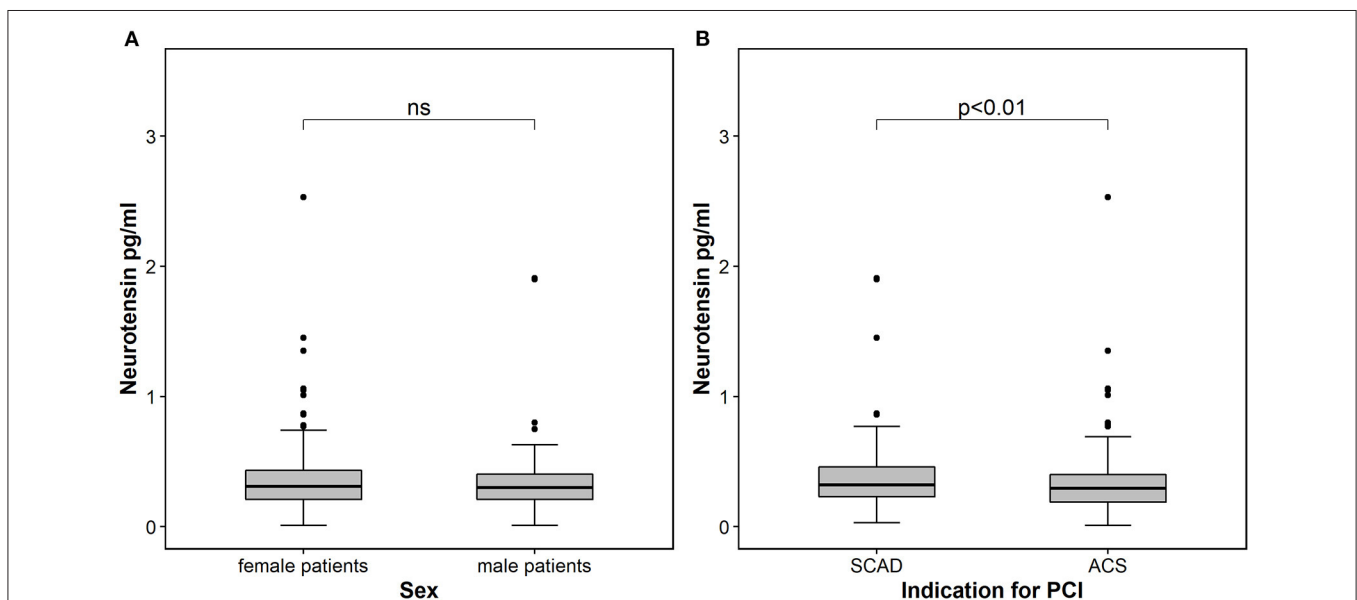 A
ns
3
2
1
0
Neurotensin pg/ml
female patients male patients
Sex
B
p<0.01
3
2
1
0
Neurotensin pg/ml
SCAD ACS
Indication for PCI